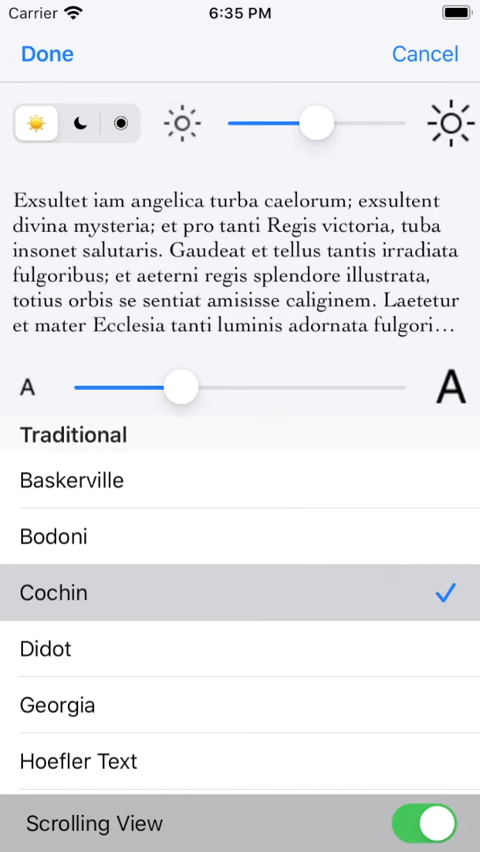 Carrier 6:35 PM
Done Cancel
Exsultet iam angelica turba caelorum; exsultent
divina mysteria; et pro tanti Regis victoria, tuba
insonet salutaris. Gaudeat et tellus tantis irradiata
fulgoribus; et aeterni regis splendore illustrata,
totius orbis se sentiat amisisse caliginem. Laetetur
et mater Ecclesia tanti luminis adornata fulgori…
A A
Traditional
Baskerville
Bodoni
Cochin
Didot
Georgia
Hoefler Text
Scrolling View